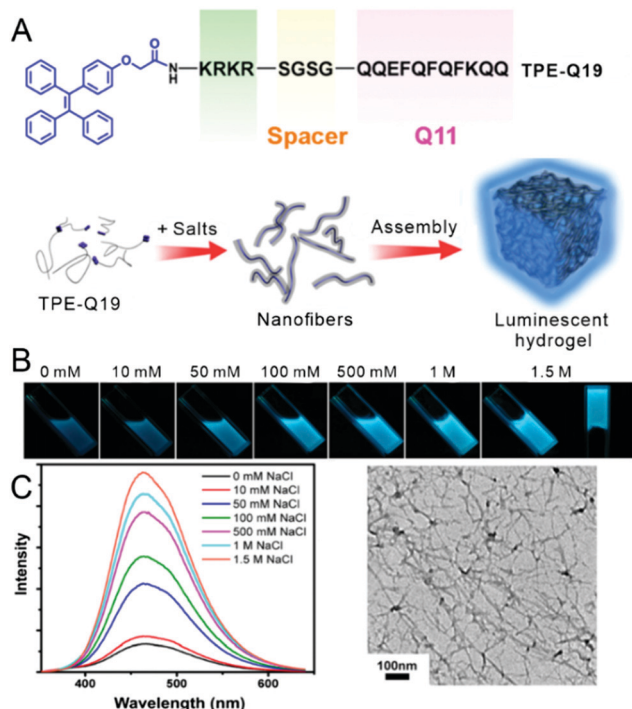 A
O
O
N
H
KRKR
SGSG
QQEFQFQFKQQ
TPE-Q19
Spacer
Q11
TPE-Q19
+ Salts
Nanofibers
Assembly
Luminescent
hydrogel
B
0 mM 10 mM 50 mM 100 mM 500 mM 1 M 1.5 M
C
Intensity
0 mM NaCl
10 mM NaCl
50 mM NaCl
100 mM NaCl
500 mM NaCl
1 M NaCl
1.5 M NaCl
400 500 600
Wavelength (nm)
100nm